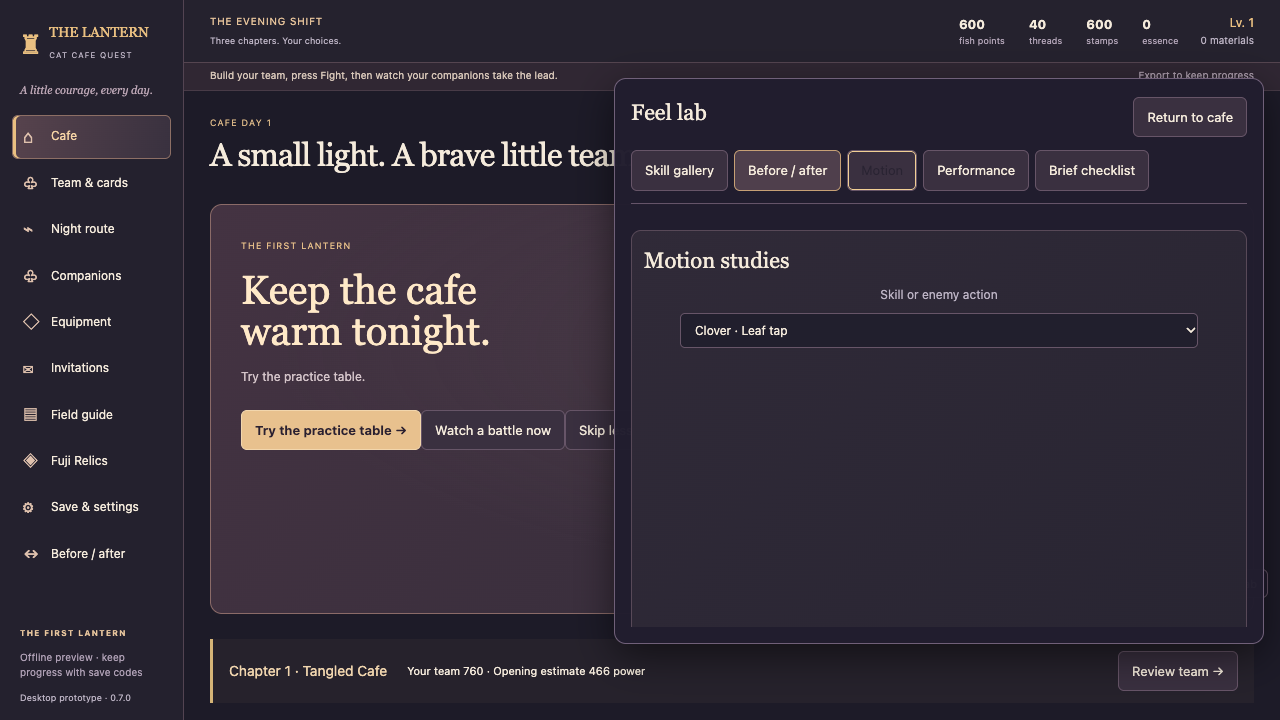 THE LANTERN
CAT CAFE QUEST
A little courage, every day.
Cafe
Team & cards
Night route
Companions
Equipment
Invitations
Field guide
Fuji Relics
Save & settings
Before / after
THE FIRST LANTERN
Offline preview · keep
progress with save codes
Desktop prototype · 0.7.0
THE EVENING SHIFT
Three chapters. Your choices.
600 fish points
40 threads
600 stamps
0 essence
Lv. 1
0 materials
Build your team, press Fight, then watch your companions take the lead.
Export to keep progress
CAFE DAY 1
A small light. A brave little team
THE FIRST LANTERN
Keep the cafe
warm tonight.
Try the practice table.
Try the practice table →
Watch a battle now
Skip
Feel lab
Return to cafe
Skill gallery
Before / after
Motion
Performance
Brief checklist
Motion studies
Skill or enemy action
Clover · Leaf tap
Chapter 1 · Tangled Cafe
Your team 760 · Opening estimate 466 power
Review team →